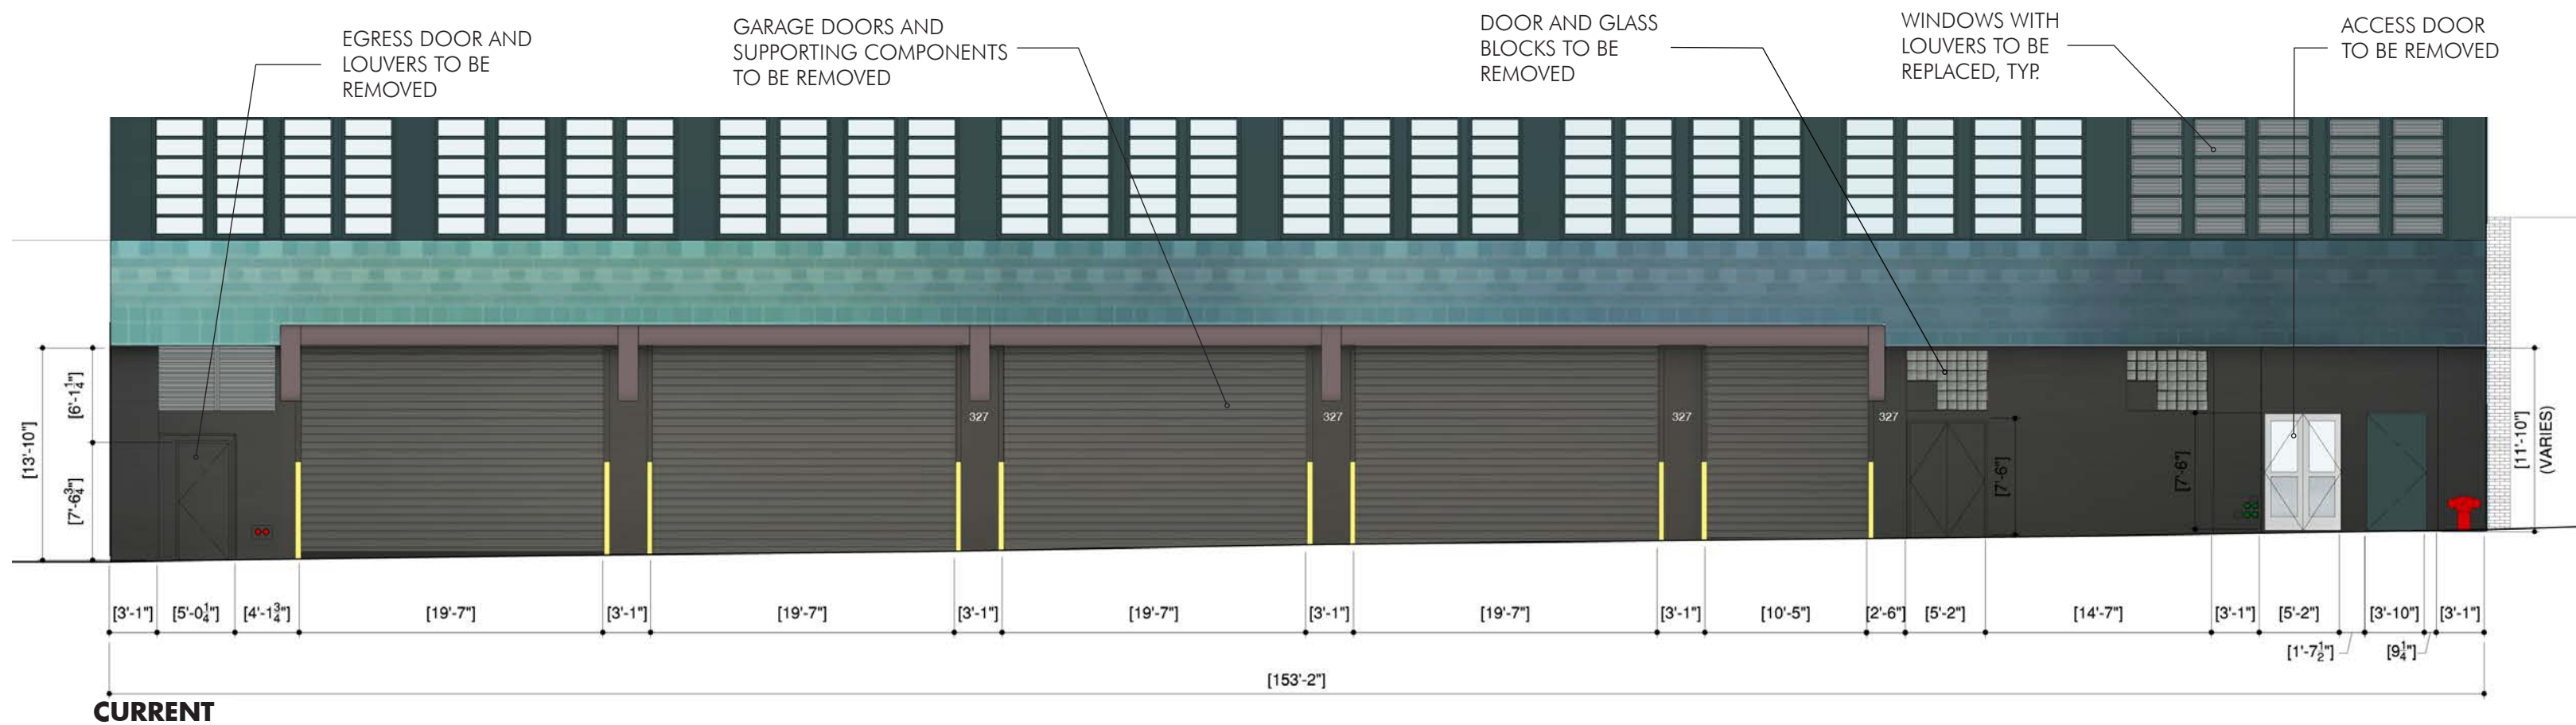 EGRESS DOOR AND
LOUVERS TO BE
REMOVED
GARAGE DOORS AND
SUPPORTING COMPONENTS
TO BE REMOVED
DOOR AND GLASS
BLOCKS TO BE
REMOVED
WINDOWS WITH
LOUVERS TO BE
REPLACED, TYP.
ACCESS DOOR
TO BE REMOVED
[13'-10"]
[6'-1¼"]
[7'-6¾"]
327
327
327
327
[7'-6"]
[7'-6"]
[11'-10"]
(VARIES)
[3'-1"]
[5'-0¼"]
[4'-1¾"]
[19'-7"]
[3'-1"]
[19'-7"]
[3'-1"]
[19'-7"]
[3'-1"]
[19'-7"]
[3'-1"]
[10'-5"]
[2'-6"]
[5'-2"]
[14'-7"]
[3'-1"]
[5'-2"]
[1'-7½"]
[3'-10"]
[9¼"]
[3'-1"]
[153'-2"]
CURRENT